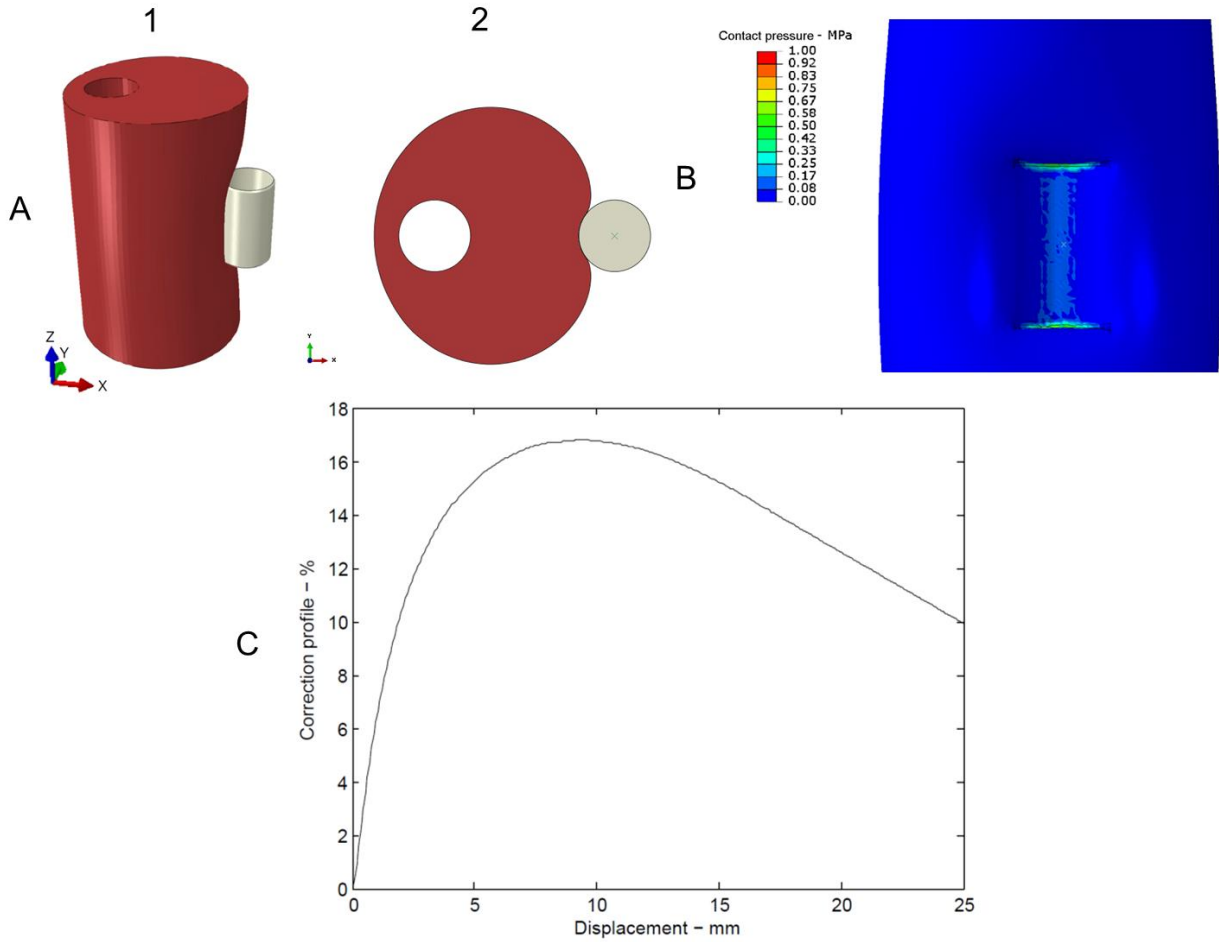 1
2
A
Z
Y
X
Y
X
Contact pressure - MPa
1.00
0.92
0.83
0.75
0.67
0.58
0.50
0.42
0.33
0.25
0.17
0.08
0.00
B
C
Correction profile – %
18
16
14
12
10
8
6
4
2
0
0 5 10 15 20 25
Displacement – mm